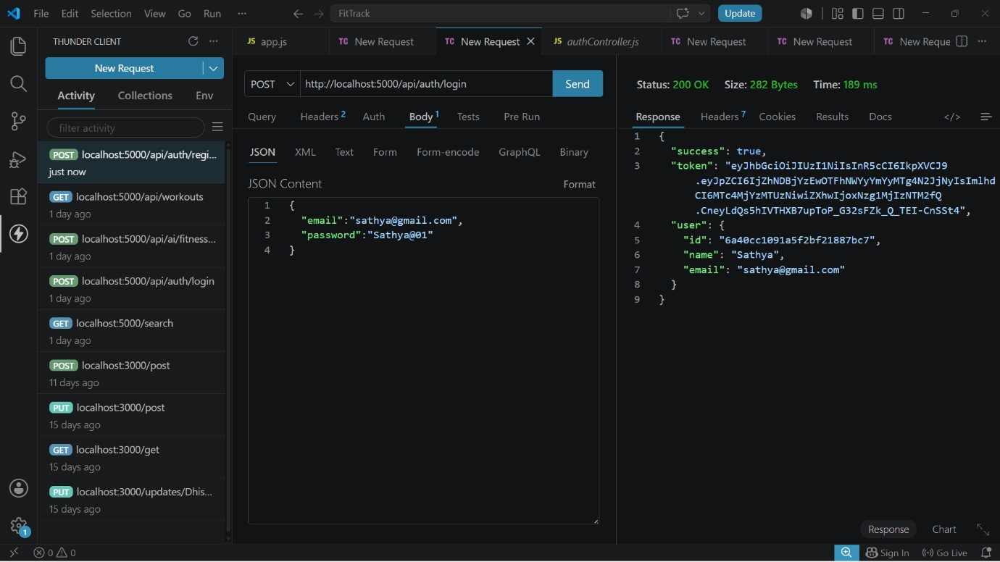 File Edit Selection View Go Run ··· FitTrack Update
THUNDER CLIENT ···
New Request
Activity Collections Env
filter activity
POST localhost:5000/api/auth/regi...
just now
GET localhost:5000/api/workouts
1 day ago
POST localhost:5000/api/ai/fitness...
1 day ago
POST localhost:5000/api/auth/login
1 day ago
GET localhost:5000/search
1 day ago
POST localhost:3000/post
11 days ago
PUT localhost:3000/post
15 days ago
GET localhost:3000/get
15 days ago
PUT localhost:3000/updates/Dhis...
15 days ago
JS app.js TC New Request TC New Request JS authController.js TC New Request TC New Request TC New Reque ···
POST http://localhost:5000/api/auth/login Send
Query Headers 2 Auth Body 1 Tests Pre Run
JSON XML Text Form Form-encode GraphQL Binary
JSON Content Format
1 {
2 "email":"sathya@gmail.com",
3 "password":"Sathya@01"
4 }
Status: 200 OK Size: 282 Bytes Time: 189 ms
Response Headers 7 Cookies Results Docs </>
1 {
2 "success": true,
3 "token": "eyJhbGciOiJIUzI1NiIsInR5cCI6IkpXVCJ9
.eyJpZCI6IjZhNDBjYzEwOTFhNWYyYmYyMTg4N2JjNyIsImlhd
CI6MTc4MjYzMTUzNiwiZXhwIjoxNzg1MjIzNTM2fQ
.CneyLdQs5hIVTHXB7upToP_G32sFZk_Q_TEI-CnSSt4",
4 "user": {
5 "id": "6a40cc1091a5f2bf21887bc7",
6 "name": "Sathya",
7 "email": "sathya@gmail.com"
8 }
9 }
Response Chart
1
0 0 Sign In Go Live